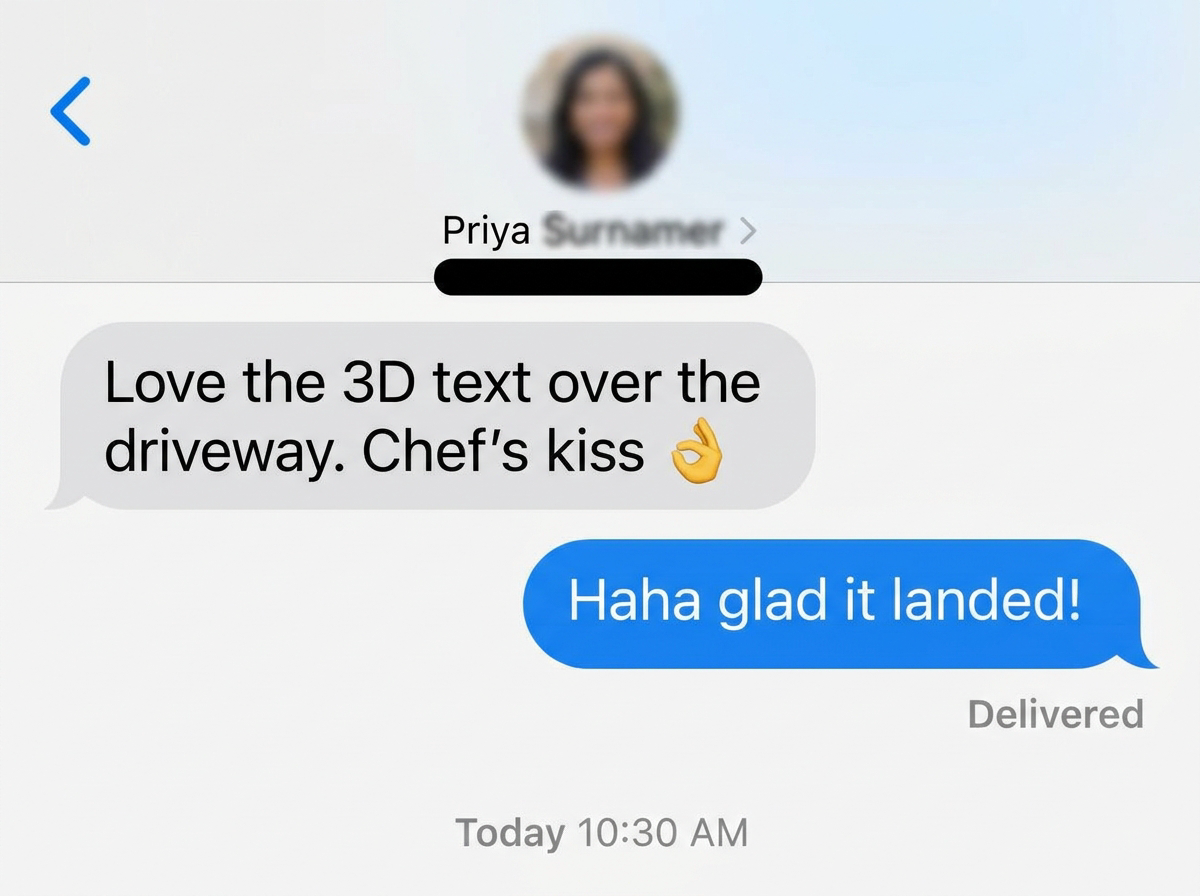 Priya
Love the 3D text over the
driveway. Chef’s kiss 👌
Haha glad it landed!
Delivered
Today 10:30 AM